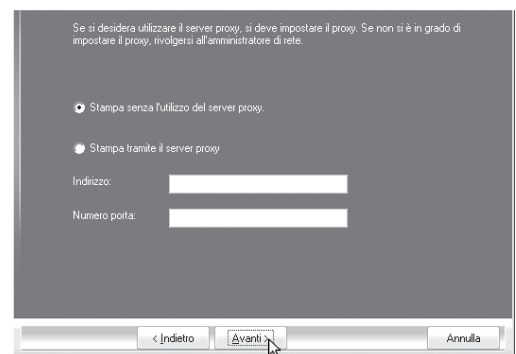 Se si desidera utilizzare il server proxy, si deve impostare il proxy. Se non si è in grado di
impostare il proxy, rivolgersi all'amministratore di rete.
Stampa senza l'utilizzo del server proxy.
Stampa tramite il server proxy
Indirizzo:
Numero porta:
< Indietro
Avanti >
Annulla